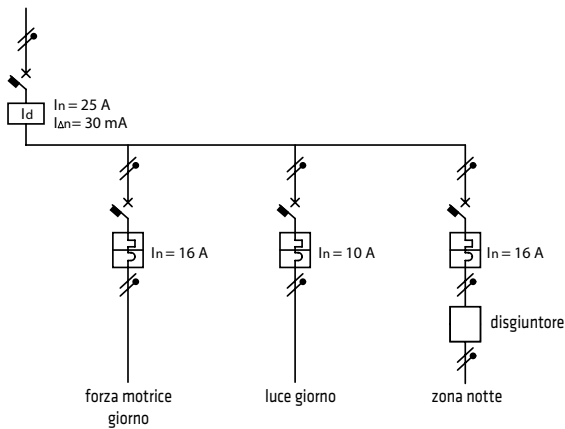 Id
In = 25 A
I∆n= 30 mA
In = 16 A
In = 10 A
In = 16 A
disgiuntore
forza motrice
giorno
luce giorno
zona notte